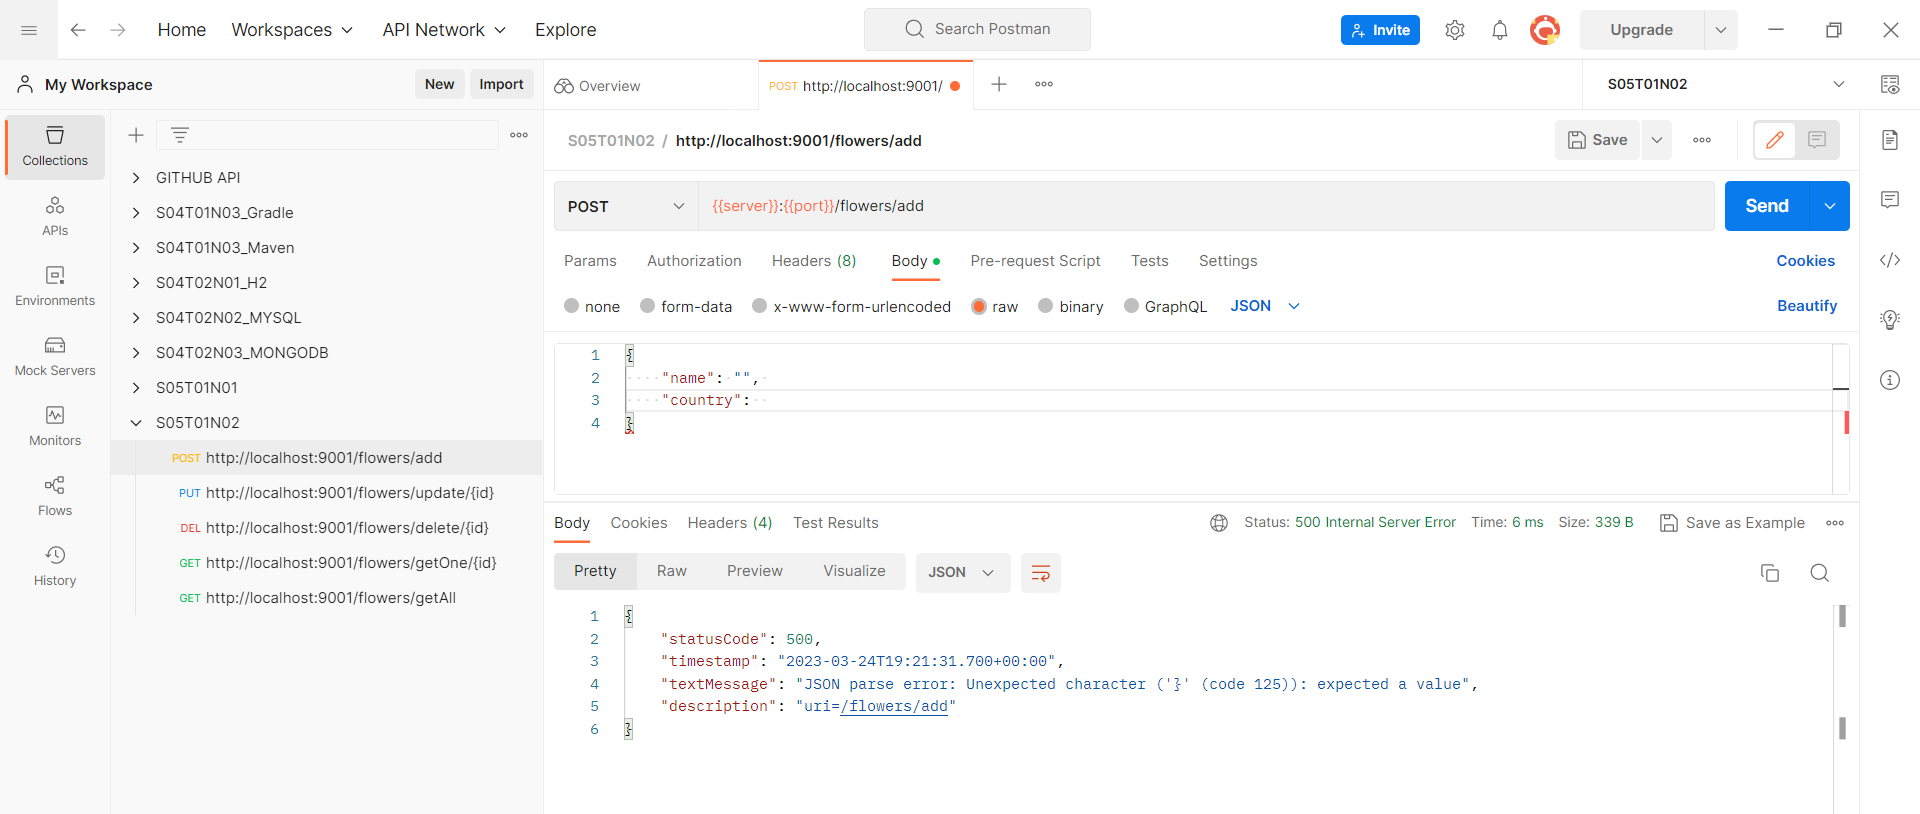 Home Workspaces API Network Explore Search Postman Invite Upgrade
My Workspace New Import Overview POST http://localhost:9001/ S05T01N02
Collections
APIs
Environments
Mock Servers
Monitors
Flows
History
GITHUB API
S04T01N03_Gradle
S04T01N03_Maven
S04T02N01_H2
S04T02N02_MYSQL
S04T02N03_MONGODB
S05T01N01
S05T01N02
POST http://localhost:9001/flowers/add
PUT http://localhost:9001/flowers/update/{id}
DEL http://localhost:9001/flowers/delete/{id}
GET http://localhost:9001/flowers/getOne/{id}
GET http://localhost:9001/flowers/getAll
S05T01N02 / http://localhost:9001/flowers/add Save
POST {{server}}:{{port}}/flowers/add Send
Params Authorization Headers (8) Body Pre-request Script Tests Settings Cookies
none form-data x-www-form-urlencoded raw binary GraphQL JSON Beautify
1 {
2 "name": "",
3 "country":
4 }
Body Cookies Headers (4) Test Results Status: 500 Internal Server Error Time: 6 ms Size: 339 B Save as Example
Pretty Raw Preview Visualize JSON
1 {
2 "statusCode": 500,
3 "timestamp": "2023-03-24T19:21:31.700+00:00",
4 "textMessage": "JSON parse error: Unexpected character ('}' (code 125)): expected a value",
5 "description": "uri=/flowers/add"
6 }